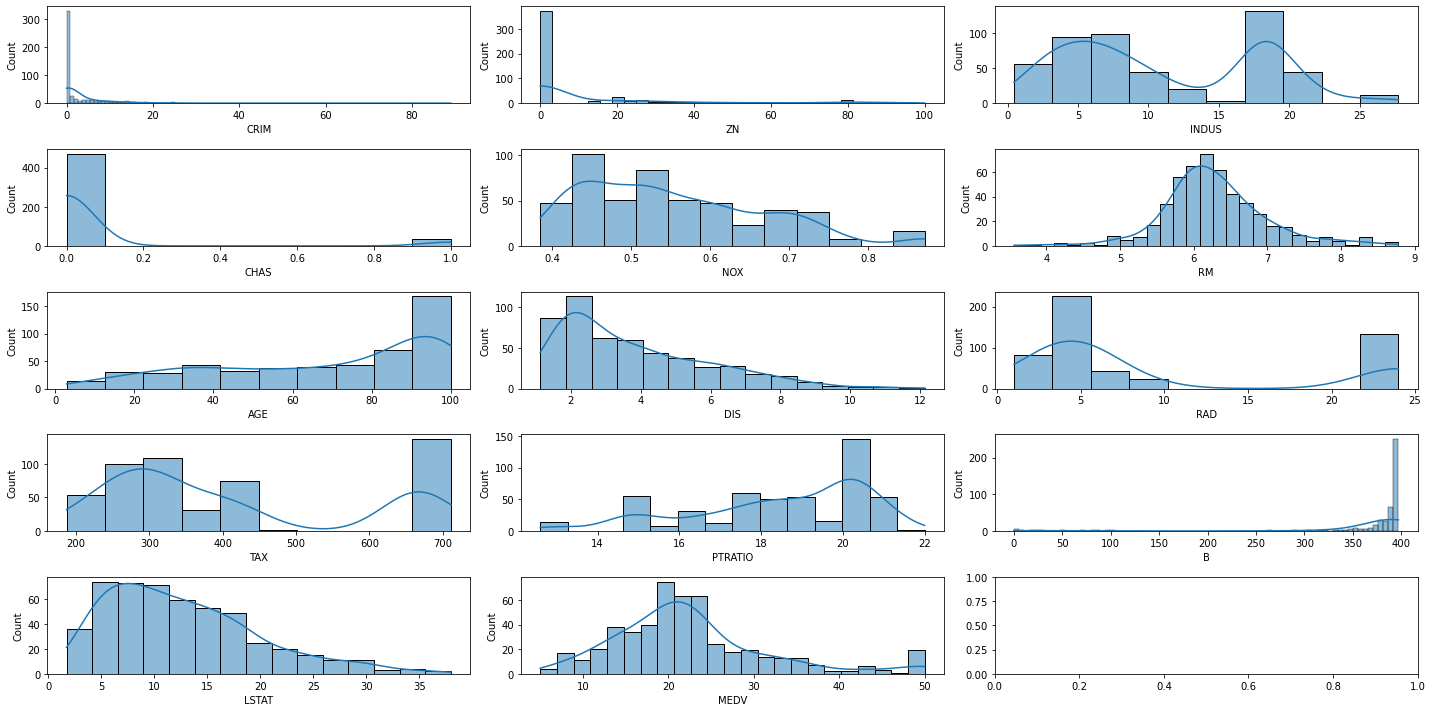 300
200
100
0
Count
0 20 40 60 80
CRIM
300
200
100
0
Count
0 20 40 60 80 100
ZN
100
50
0
Count
0 5 10 15 20 25
INDUS
400
200
0
Count
0.0 0.2 0.4 0.6 0.8 1.0
CHAS
100
50
0
Count
0.4 0.5 0.6 0.7 0.8
NOX
60
40
20
0
Count
4 5 6 7 8 9
RM
150
100
50
0
Count
0 20 40 60 80 100
AGE
100
50
0
Count
2 4 6 8 10 12
DIS
200
100
0
Count
0 5 10 15 20 25
RAD
100
50
0
Count
200 300 400 500 600 700
TAX
150
100
50
0
Count
14 16 18 20 22
PTRATIO
200
100
0
Count
0 50 100 150 200 250 300 350 400
B
60
40
20
0
Count
0 5 10 15 20 25 30 35
LSTAT
60
40
20
0
Count
10 20 30 40 50
MEDV
1.00
0.75
0.50
0.25
0.00
0.0 0.2 0.4 0.6 0.8 1.0